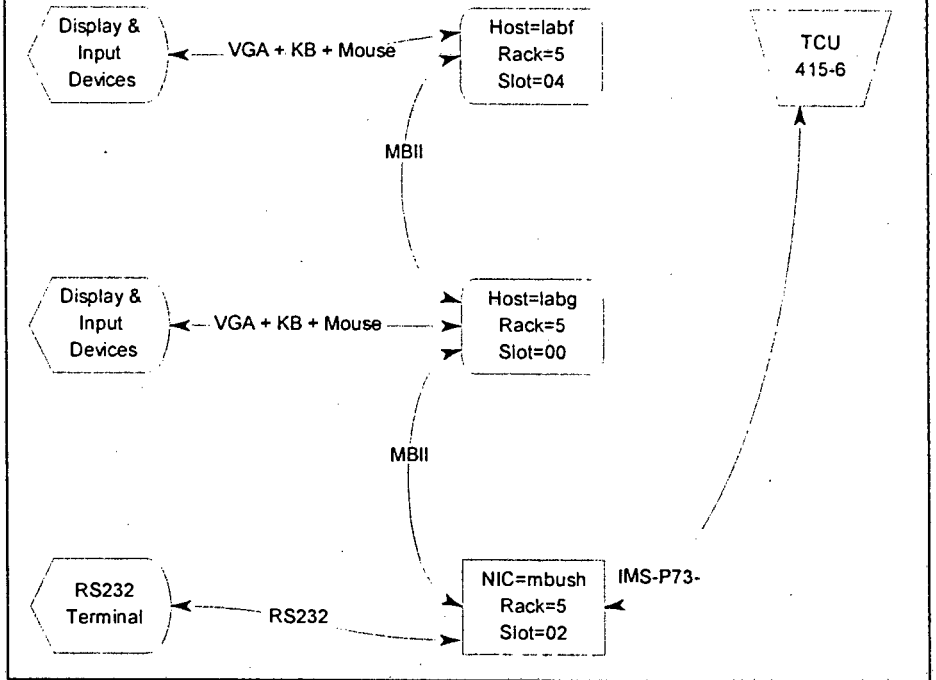 Display &
Input
Devices
VGA + KB + Mouse
Host=labf
Rack=5
Slot=04
TCU
415-6
MBII
Display &
Input
Devices
VGA + KB + Mouse
Host=labg
Rack=5
Slot=00
MBII
RS232
Terminal
RS232
NIC=mbush
Rack=5
Slot=02
IMS-P73-